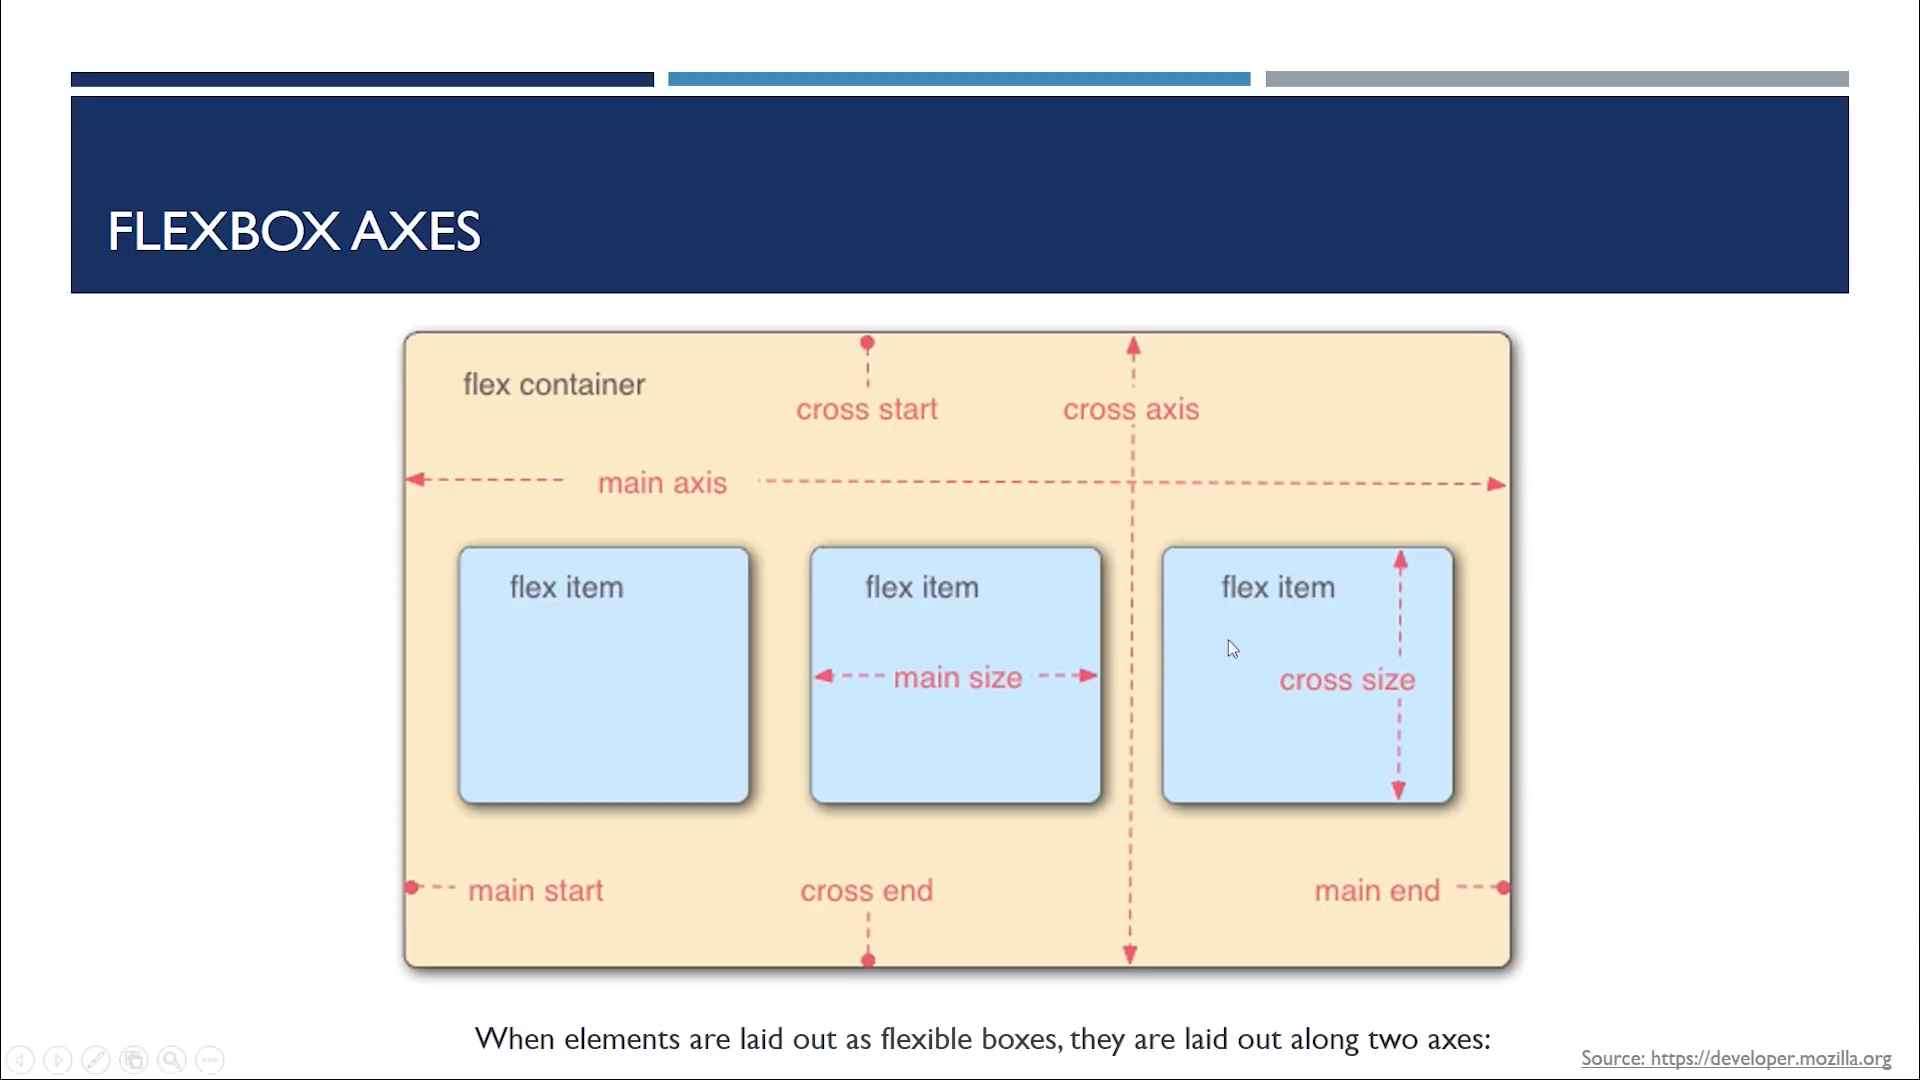 FLEXBOX AXES
flex container
cross start
cross axis
main axis
flex item
flex item
flex item
main size
cross size
main start
cross end
main end
When elements are laid out as flexible boxes, they are laid out along two axes:
Source: https://developer.mozilla.org